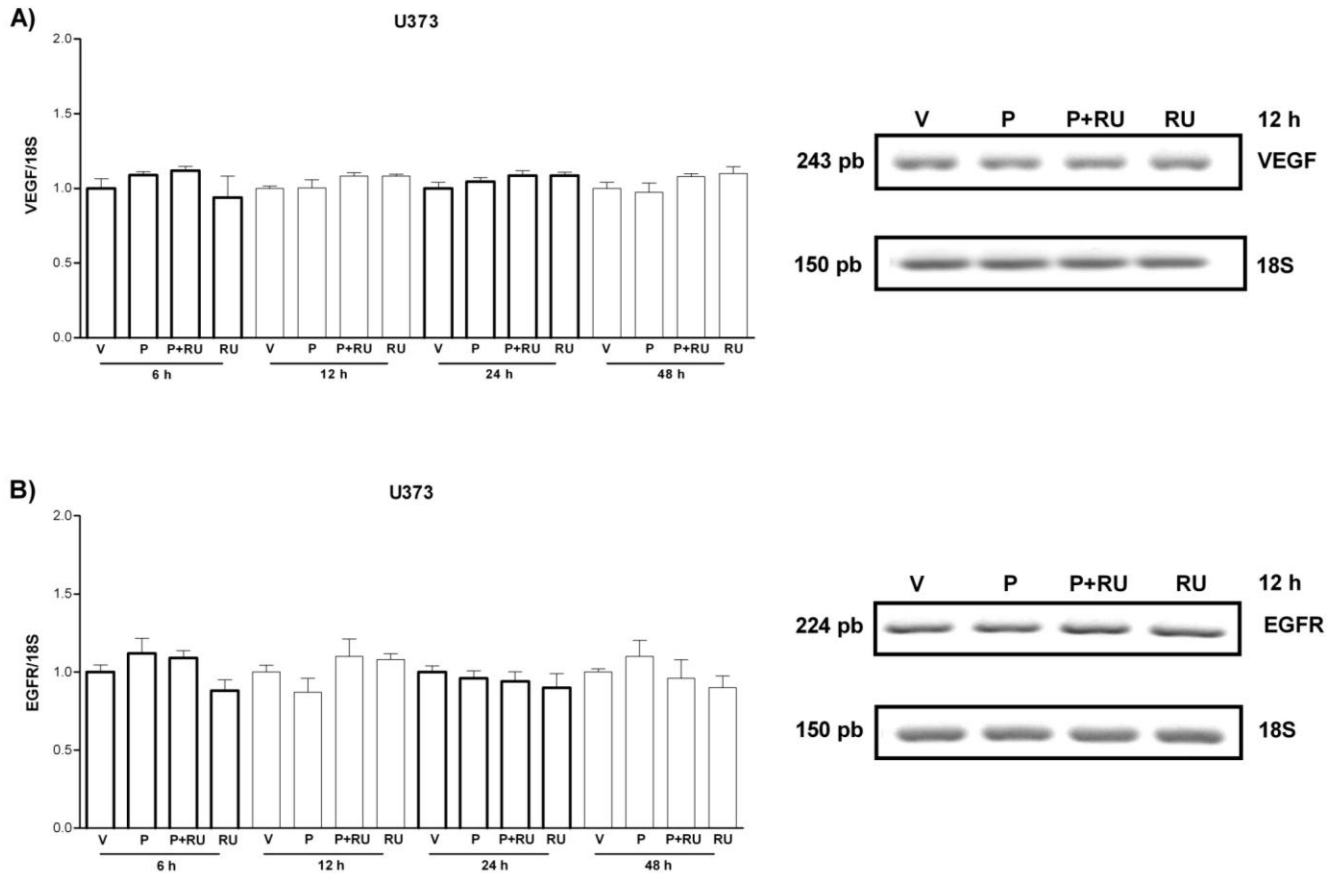 A)
U373
2.0
1.5
1.0
0.5
0.0
VEGF/18S
V P P+RU RU V P P+RU RU V P P+RU RU V P P+RU RU
6 h 12 h 24 h 48 h
V P P+RU RU 12 h
243 pb VEGF
150 pb 18S
B)
U373
2.0
1.5
1.0
0.5
0.0
EGFR/18S
V P P+RU RU V P P+RU RU V P P+RU RU V P P+RU RU
6 h 12 h 24 h 48 h
V P P+RU RU 12 h
224 pb EGFR
150 pb 18S